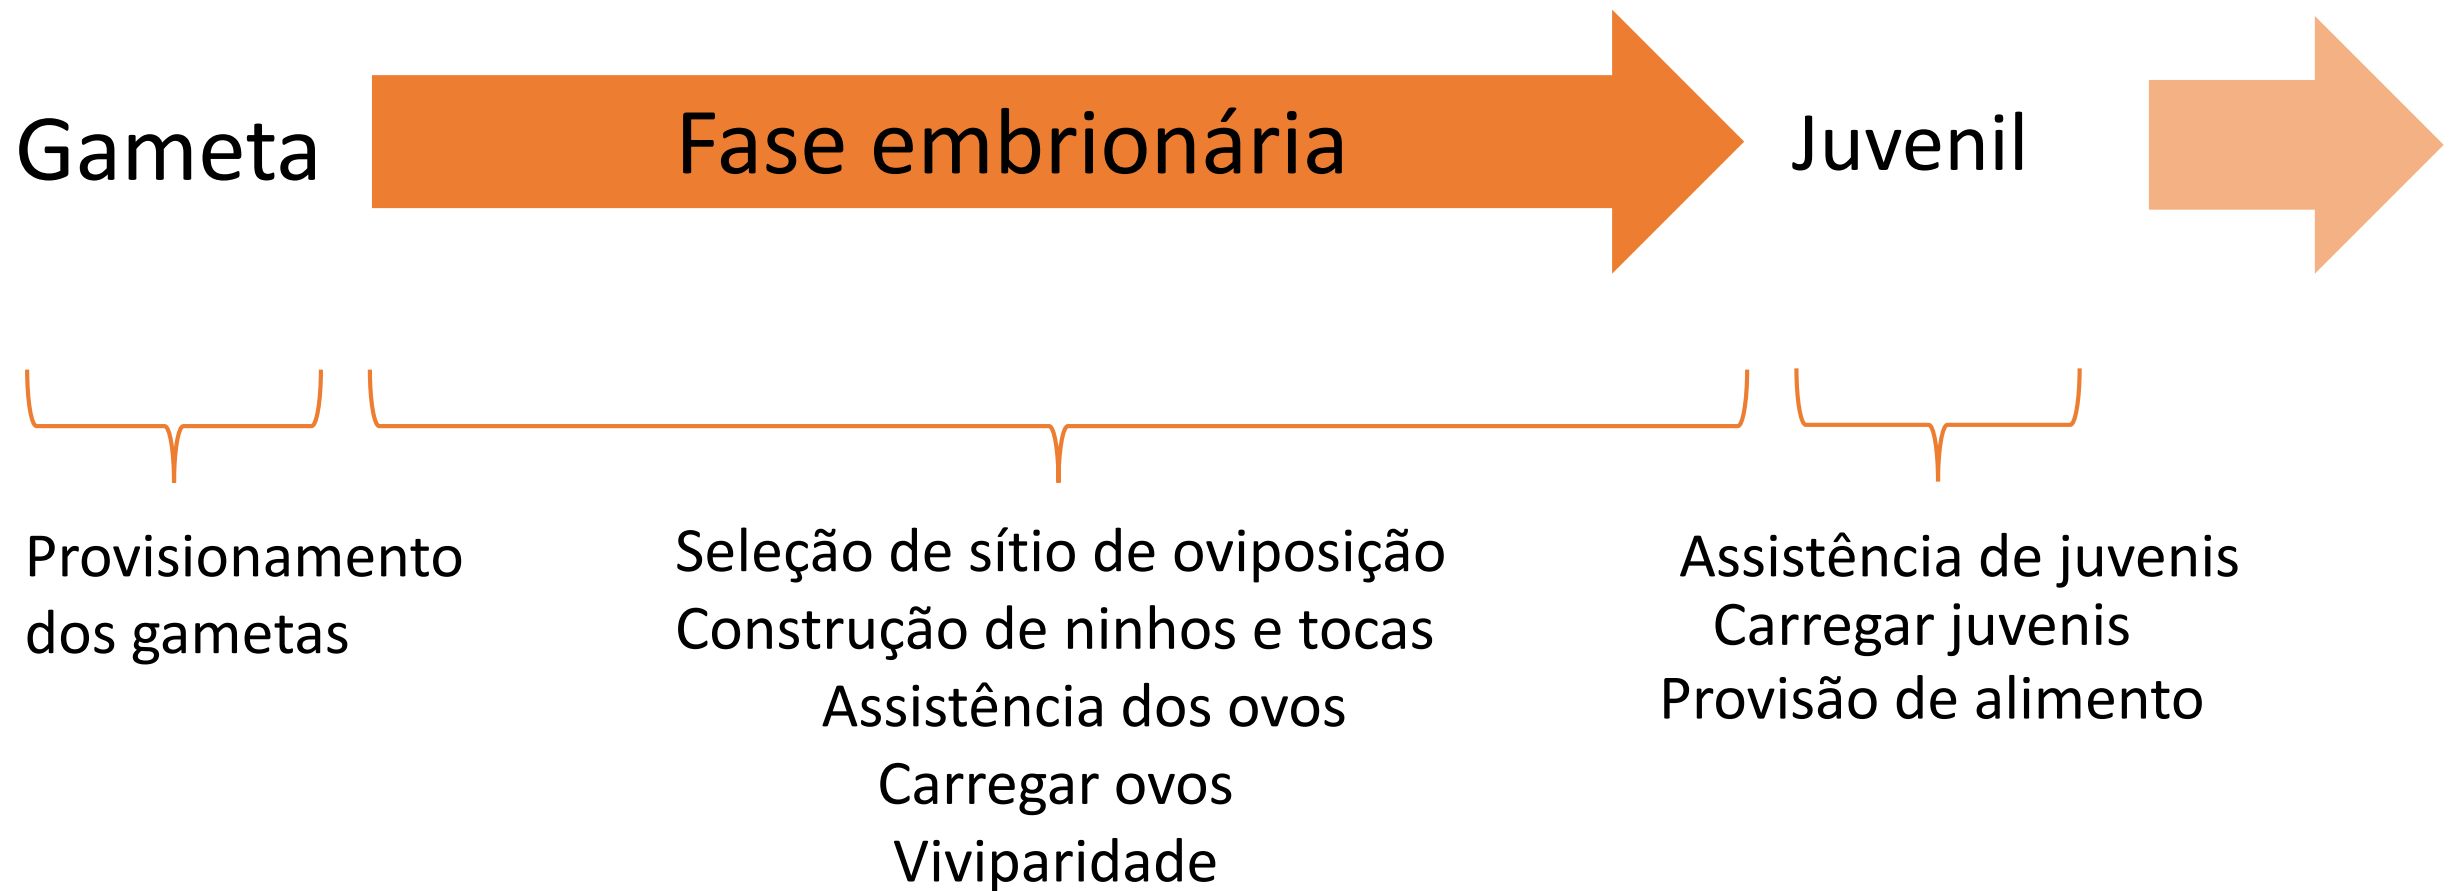 Gameta
Fase embrionária
Juvenil
Provisionamento
dos gametas
Seleção de sítio de oviposição
Construção de ninhos e tocas
Assistência dos ovos
Carregar ovos
Viviparidade
Assistência de juvenis
Carregar juvenis
Provisão de alimento